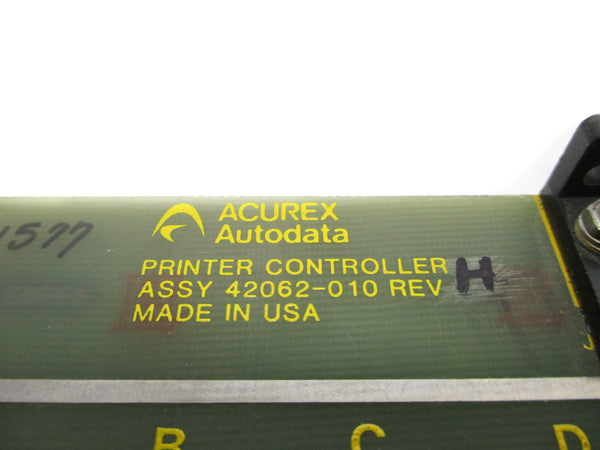 ACUREX
Autodata
1577
PRINTER CONTROLLER
ASSY 42062-010 REV H
MADE IN USA
B C D